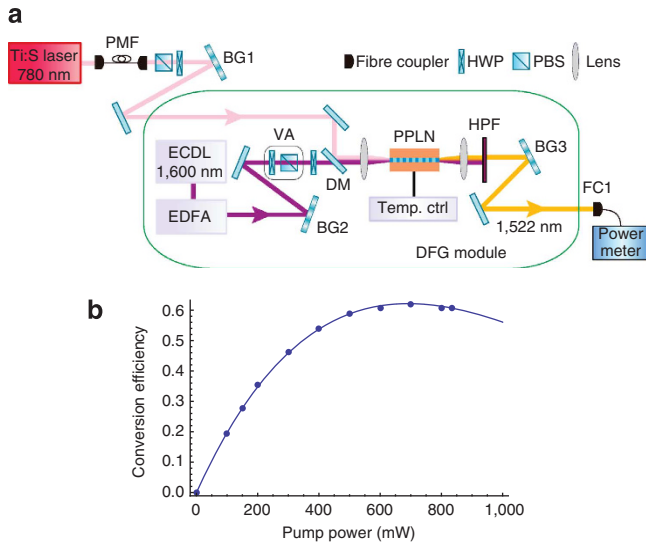 a
Ti:S laser
780 nm
PMF
BG1
Fibre coupler
HWP
PBS
Lens
ECDL
1,600 nm
EDFA
VA
DM
BG2
PPLN
Temp. ctrl
HPF
BG3
FC1
1,522 nm
Power
meter
DFG module
b
Conversion efficiency
0.6
0.5
0.4
0.3
0.2
0.1
0.0
0
200
400
600
800
1,000
Pump power (mW)